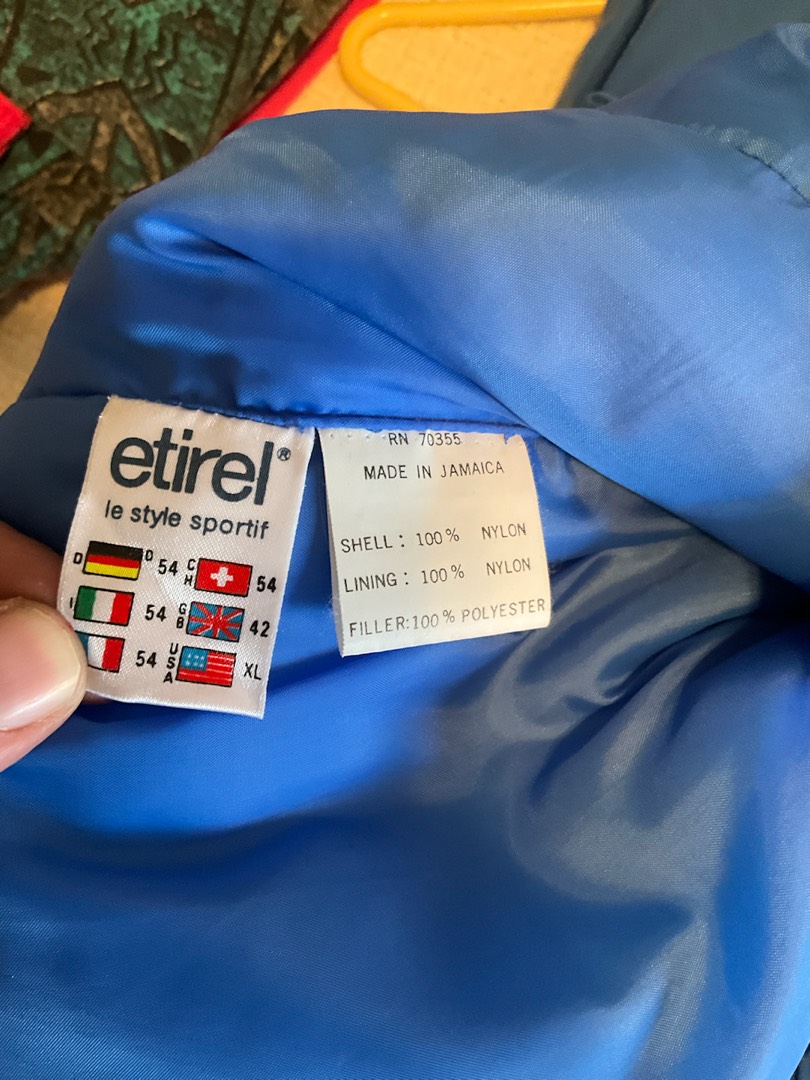 etirel®
le style sportif
D D 54 CH 54
I 54 GB 42
54 USA XL
RN 70355
MADE IN JAMAICA
SHELL: 100% NYLON
LINING: 100% NYLON
FILLER: 100% POLYESTER